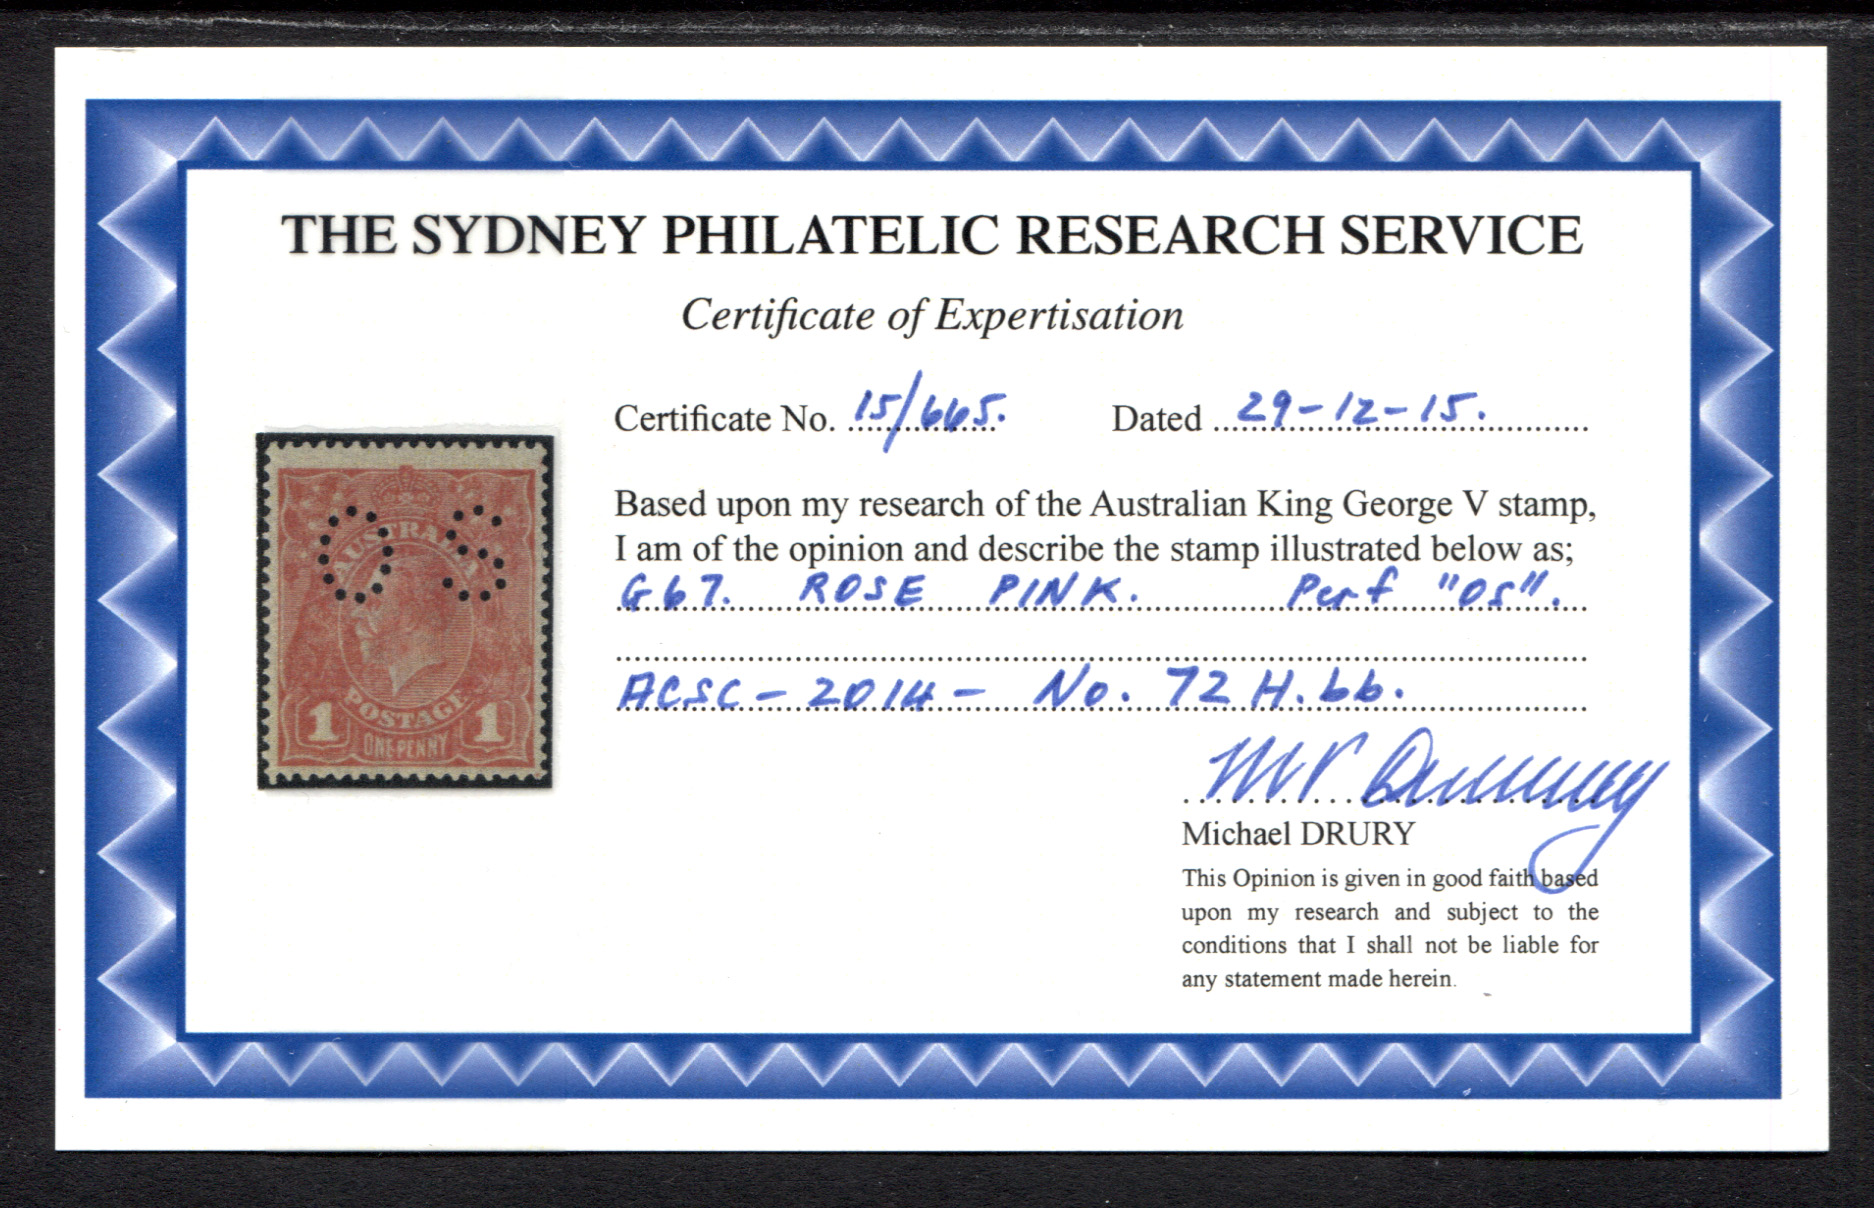 THE SYDNEY PHILATELIC RESEARCH SERVICE
Certificate of Expertisation
Certificate No. 15/665. Dated 29-12-15.
Based upon my research of the Australian King George V stamp,
I am of the opinion and describe the stamp illustrated below as;
G67. ROSE PINK. Perf "OS".
ACSC - 2014 - No. 72 H.bb.
OS
AUSTRALIA
POSTAGE
1 ONE PENNY 1
MP Drury
Michael DRURY
This Opinion is given in good faith based
upon my research and subject to the
conditions that I shall not be liable for
any statement made herein.